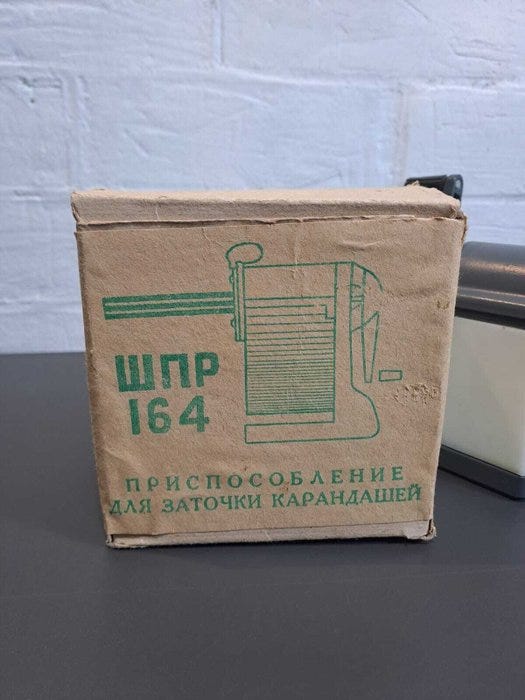 ШПР
164
ПРИСПОСОБЛЕНИЕ
ДЛЯ ЗАТОЧКИ КАРАНДАШЕЙ